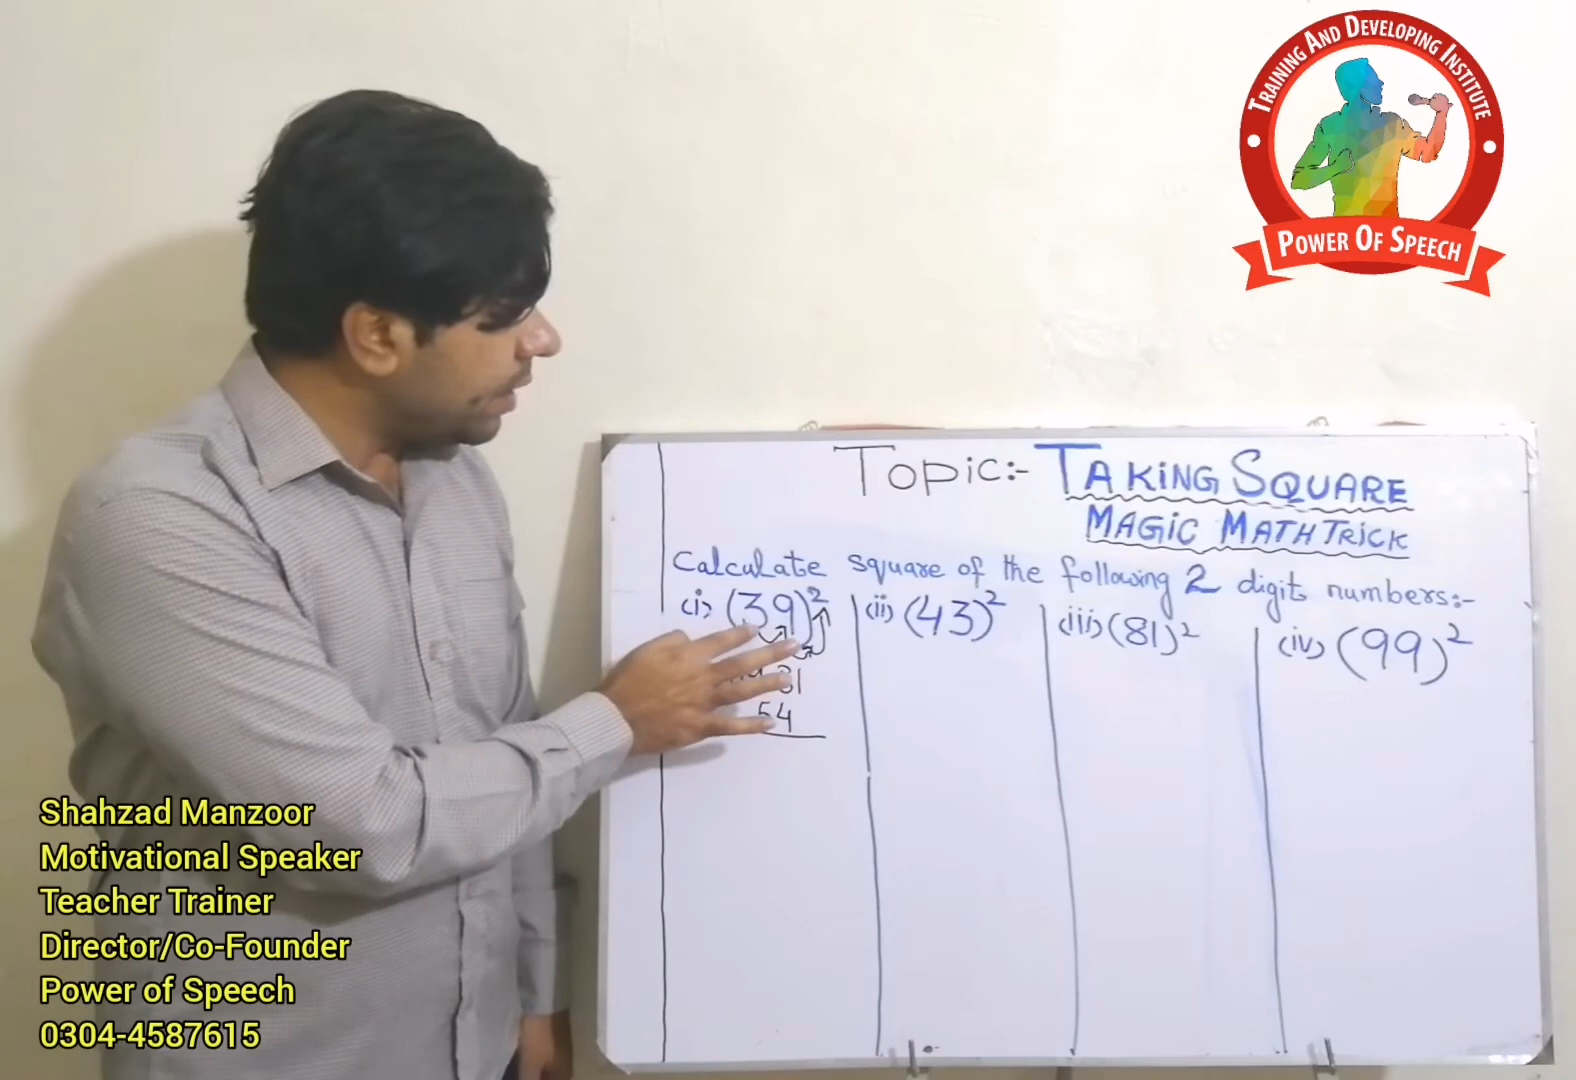 TRAINING AND DEVELOPING INSTITUTE
POWER OF SPEECH
Topic:- TAKING SQUARE
MAGIC MATH TRICK
Calculate square of the following 2 digit numbers:-
(i) (39)²
81
54
(ii) (43)²
(iii) (81)²
(iv) (99)²
Shahzad Manzoor
Motivational Speaker
Teacher Trainer
Director/Co-Founder
Power of Speech
0304-4587615